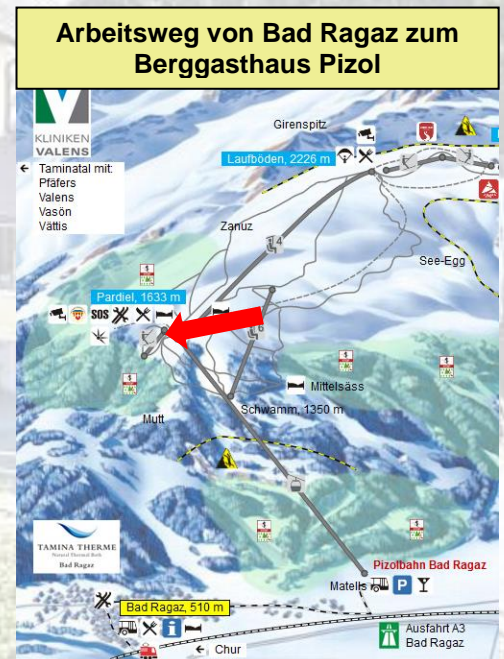 Arbeitsweg von Bad Ragaz zum
Berggasthaus Pizol
KLINIKEN
VALENS
← Taminatal mit:
Pfäfers
Valens
Vasön
Vättis
Girenspitz
Laufböden, 2226 m
Zanuz
4
See-Egg
Pardiel, 1633 m
SOS
6
Mittelsäss
Schwamm, 1350 m
Mutt
TAMINA THERME
Bad Ragaz
Pizolbahn Bad Ragaz
Matells
P
Bad Ragaz, 510 m
i
← Chur
Ausfahrt A3
Bad Ragaz